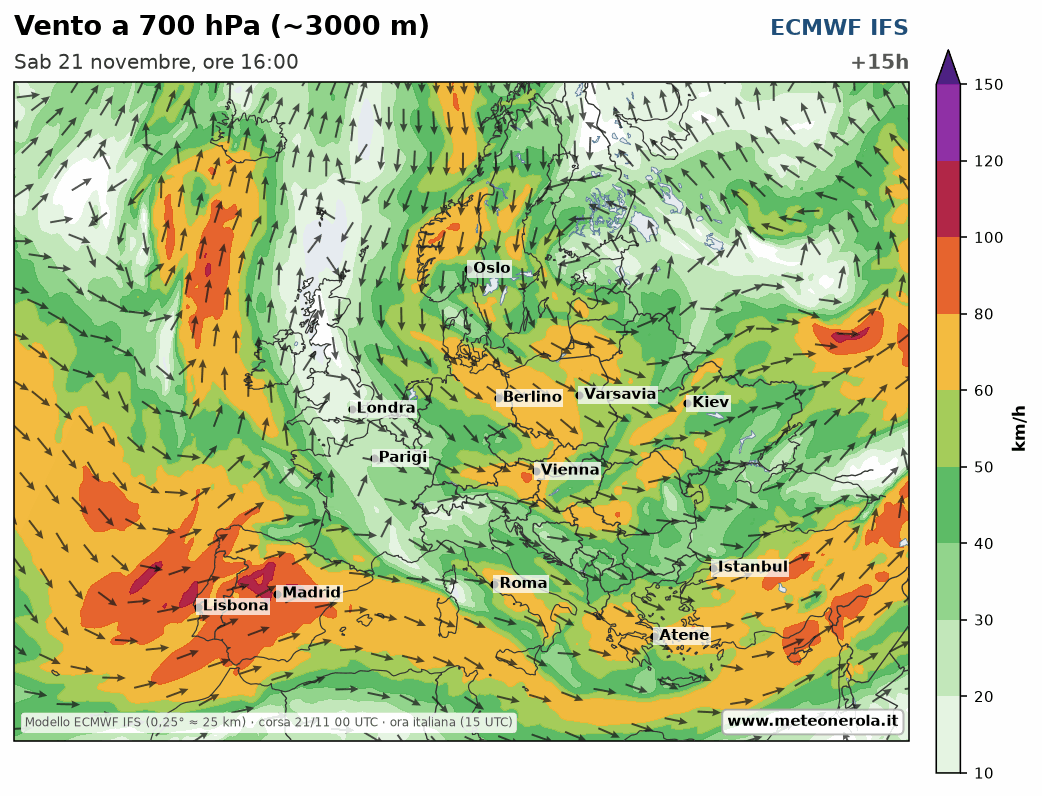 Vento a 700 hPa (~3000 m)
ECMWF IFS
Sab 21 novembre, ore 16:00
+15h
150
120
100
80
60
50
40
30
20
10
km/h
Oslo
Berlino
Varsavia
Kiev
Londra
Parigi
Vienna
Istanbul
Roma
Madrid
Lisbona
Atene
Modello ECMWF IFS (0,25° ≈ 25 km) · corsa 21/11 00 UTC · ora italiana (15 UTC)
www.meteonerola.it